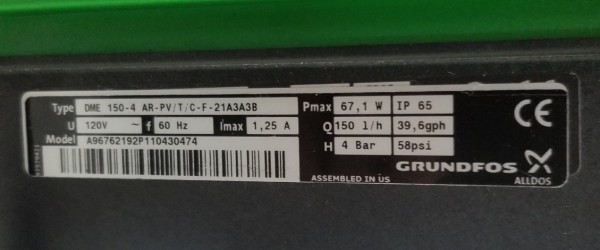 Type DME 150-4 AR-PV/T/C-F-21A3A3B Pmax 67,1 W IP 65
U 120V ~ f 60 Hz Imax 1,25 A Q 150 l/h 39,6gph
Model A96762192P110430474 H 4 Bar 58psi
CE
GRUNDFOS
ALLDOS
ASSEMBLED IN US